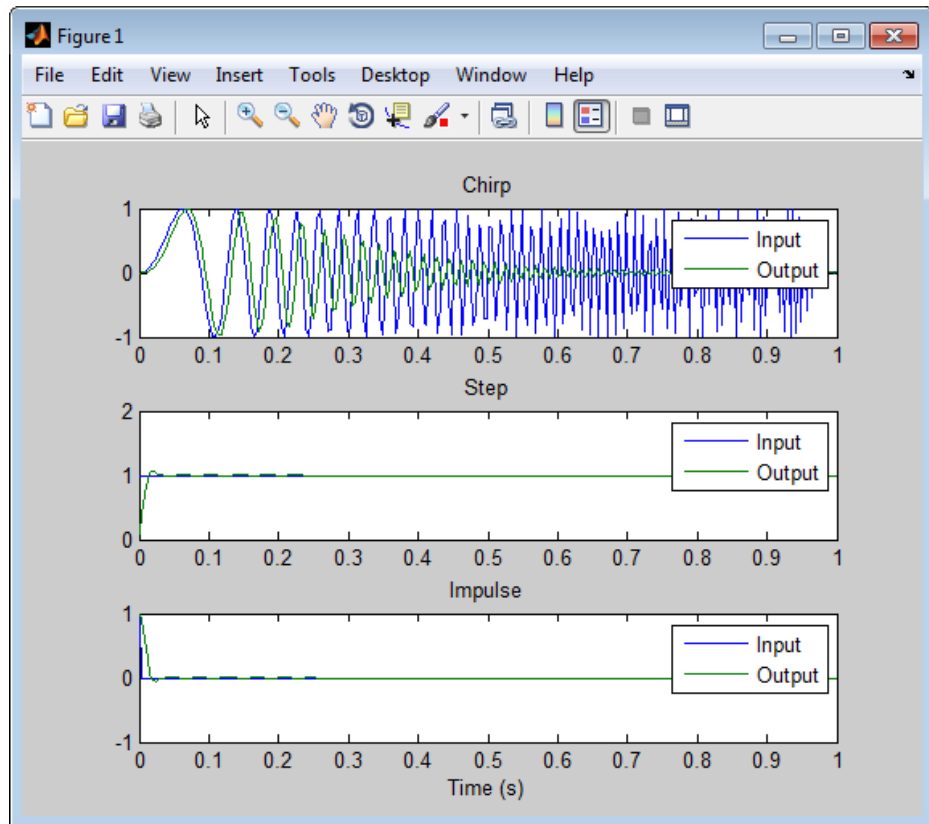 Figure 1
File Edit View Insert Tools Desktop Window Help
Chirp
1
0
-1
Input
Output
0 0.1 0.2 0.3 0.4 0.5 0.6 0.7 0.8 0.9 1
Step
2
1
0
Input
Output
0 0.1 0.2 0.3 0.4 0.5 0.6 0.7 0.8 0.9 1
Impulse
1
0
-1
Input
Output
0 0.1 0.2 0.3 0.4 0.5 0.6 0.7 0.8 0.9 1
Time (s)